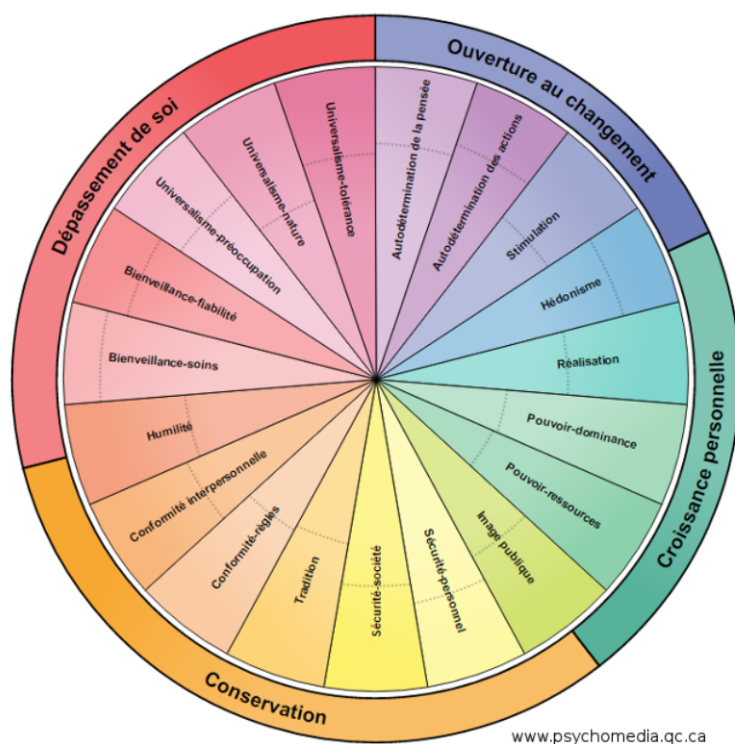 Ouverture au changement
Croissance personnelle
Conservation
Dépassement de soi
Autodétermination de la pensée
Autodétermination des actions
Stimulation
Hédonisme
Réalisation
Pouvoir-dominance
Pouvoir-ressources
Image publique
Sécurité-personnel
Sécurité-société
Tradition
Conformité-règles
Conformité interpersonnelle
Humilité
Bienveillance-soins
Bienveillance-fiabilité
Universalisme-préoccupation
Universalisme-nature
Universalisme-tolérance
www.psychomedia.qc.ca